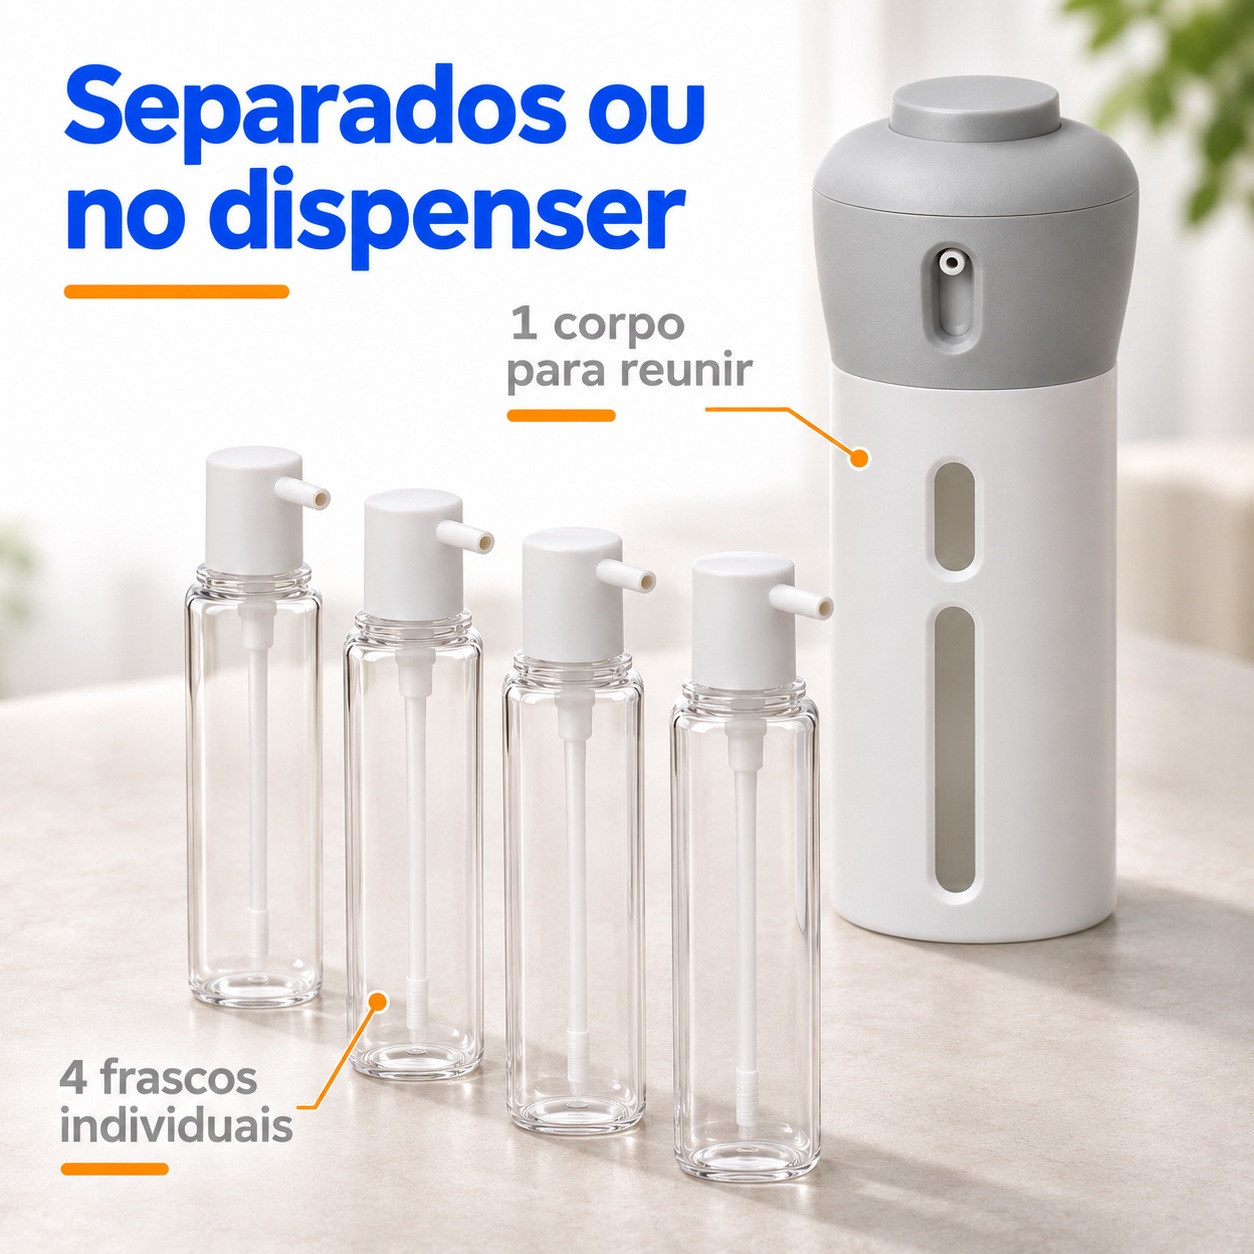 Separados ou
no dispenser
1 corpo
para reunir
4 frascos
individuais